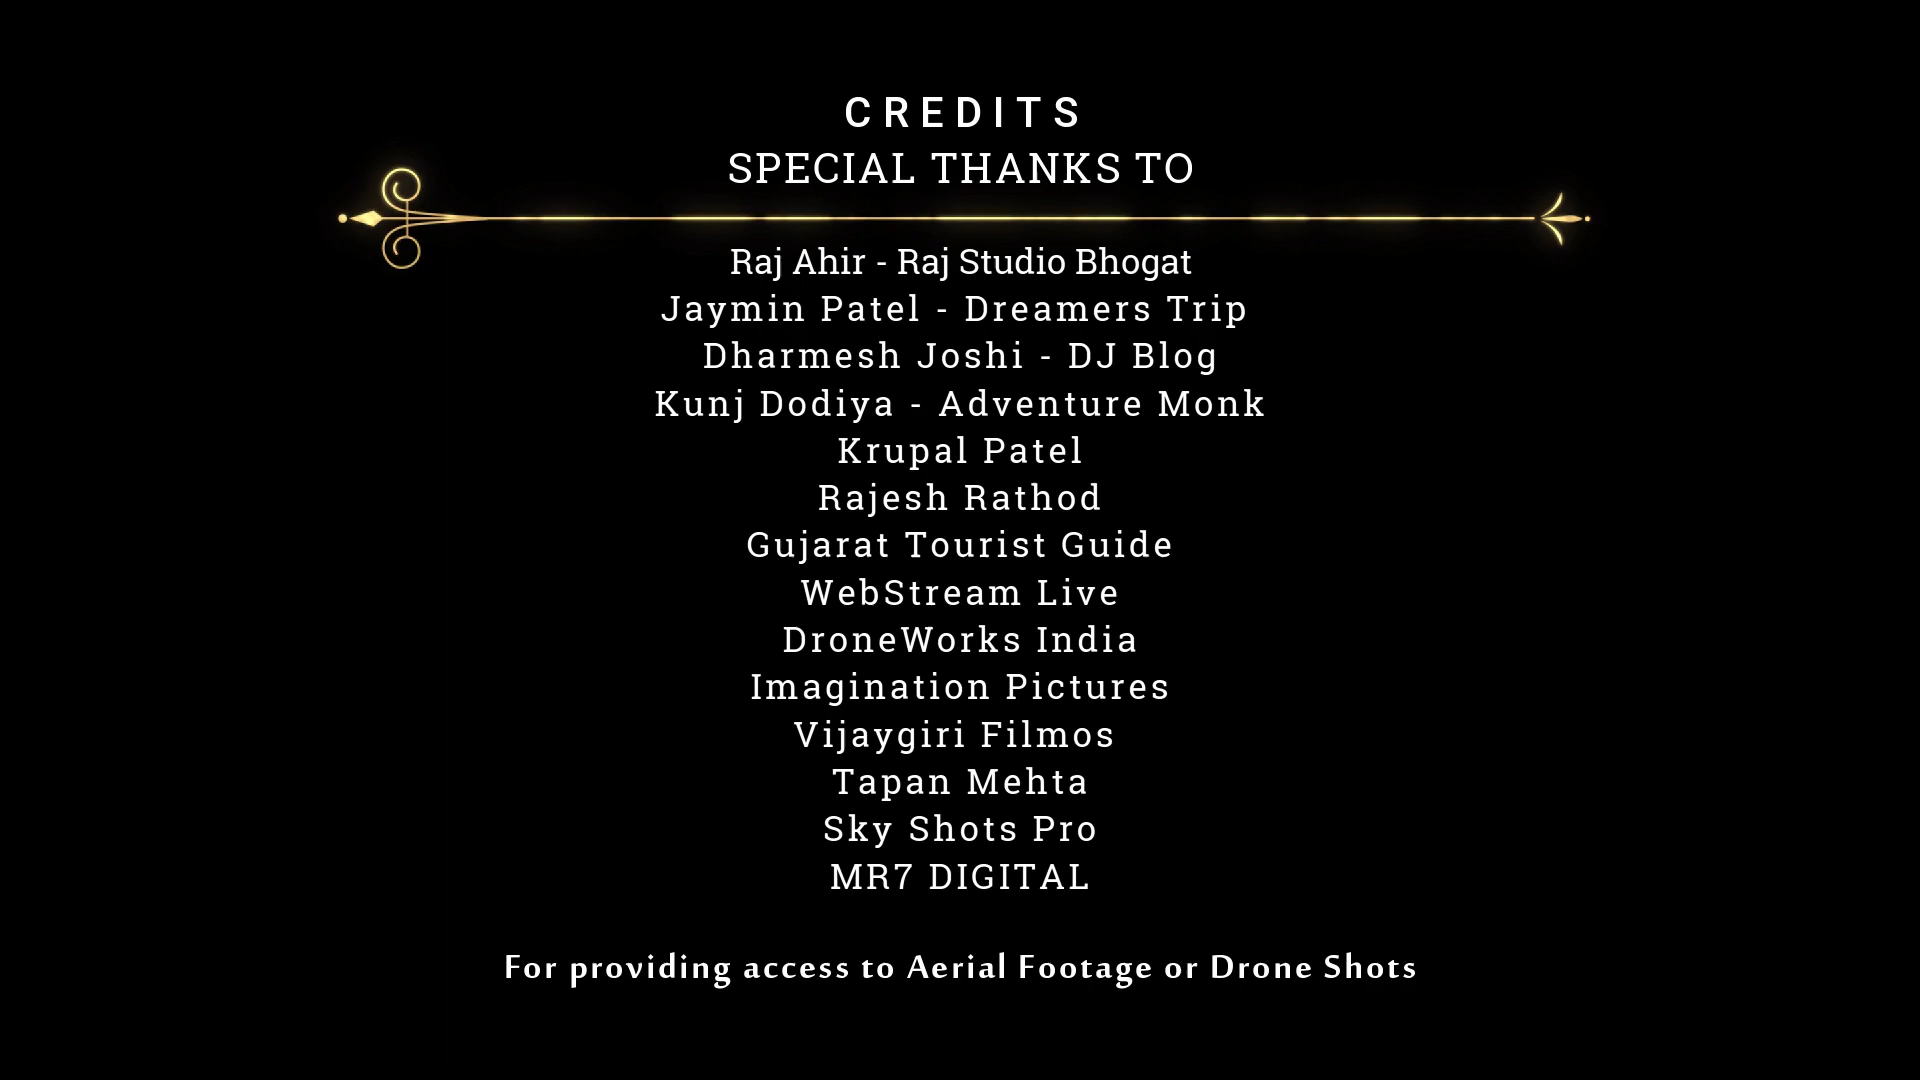 CREDITS
SPECIAL THANKS TO
Raj Ahir - Raj Studio Bhogat
Jaymin Patel - Dreamers Trip
Dharmesh Joshi - DJ Blog
Kunj Dodiya - Adventure Monk
Krupal Patel
Rajesh Rathod
Gujarat Tourist Guide
WebStream Live
DroneWorks India
Imagination Pictures
Vijaygiri Filmos
Tapan Mehta
Sky Shots Pro
MR7 DIGITAL
For providing access to Aerial Footage or Drone Shots